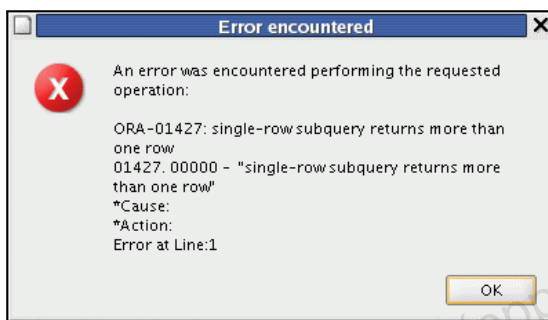 Error encountered
An error was encountered performing the requested
operation:
ORA-01427: single-row subquery returns more than
one row
01427. 00000 - "single-row subquery returns more
than one row"
*Cause:
*Action:
Error at Line:1
OK